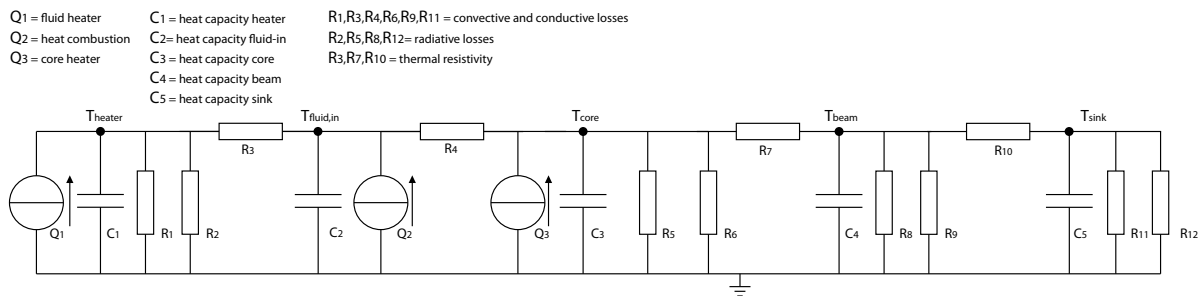 Q1 = fluid heater
Q2 = heat combustion
Q3 = core heater
C1 = heat capacity heater
C2= heat capacity fluid-in
C3 = heat capacity core
C4 = heat capacity beam
C5 = heat capacity sink
R1,R3,R4,R6,R9,R11 = convective and conductive losses
R2,R5,R8,R12= radiative losses
R3,R7,R10 = thermal resistivity
Theater Tfluid,in Tcore Tbeam Tsink
R3 R4 R7 R10
Q1 C1 R1 R2 C2 Q2 Q3 C3 R5 R6 C4 R8 R9 C5 R11 R12